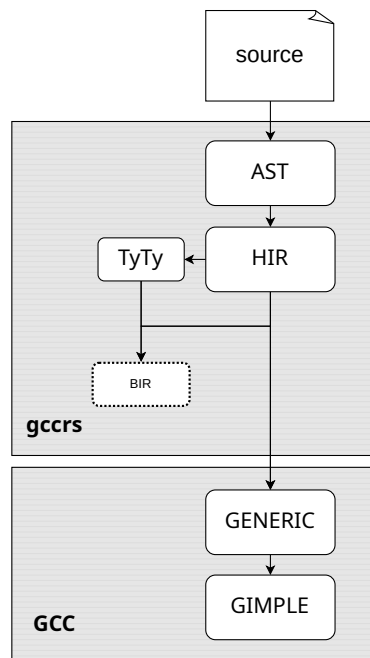 source
AST
TyTy
HIR
BIR
gccrs
GENERIC
GIMPLE
GCC